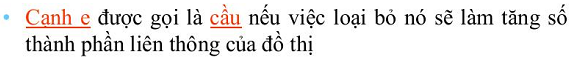 • Cạnh e được gọi là cầu nếu việc loại bỏ nó sẽ làm tăng số
thành phần liên thông của đồ thị